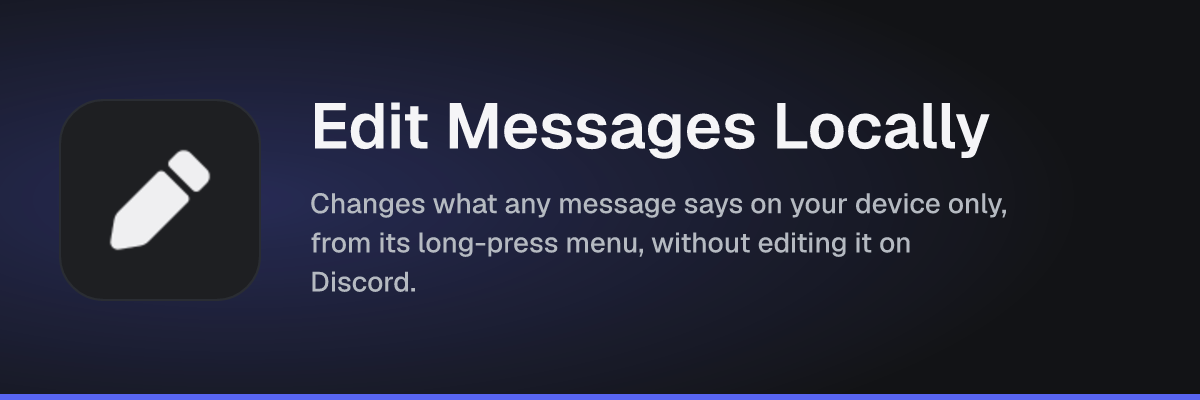 Edit Messages Locally
Changes what any message says on your device only,
from its long-press menu, without editing it on
Discord.